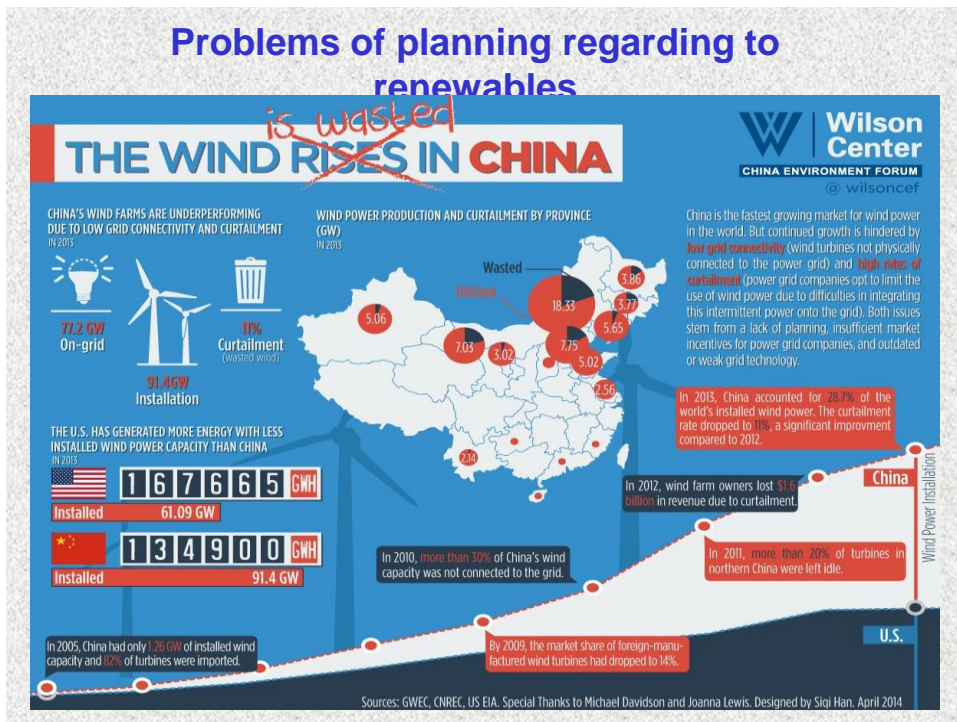 Problems of planning regarding to
renewables
is wasted
THE WIND RISES IN CHINA
Wilson
Center
CHINA ENVIRONMENT FORUM
@ wilsoncef
CHINA'S WIND FARMS ARE UNDERPERFORMING
DUE TO LOW GRID CONNECTIVITY AND CURTAILMENT
IN 2013
77.2 GW
On-grid
11%
Curtailment
(wasted wind)
91.4GW
Installation
WIND POWER PRODUCTION AND CURTAILMENT BY PROVINCE
(GW)
IN 2013
Wasted
Utilized
3.86
18.33
3.77
5.06
5.65
7.03
3.02
7.75
5.02
2.56
2.14
China is the fastest growing market for wind power
in the world. But continued growth is hindered by
low grid connectivity (wind turbines not physically
connected to the power grid) and high rates of
curtailment (power grid companies opt to limit the
use of wind power due to difficulties in integrating
this intermittent power onto the grid). Both issues
stem from a lack of planning, insufficient market
incentives for power grid companies, and outdated
or weak grid technology.
THE U.S. HAS GENERATED MORE ENERGY WITH LESS
INSTALLED WIND POWER CAPACITY THAN CHINA
IN 2013
167665 GWH
Installed 61.09 GW
134900 GWH
Installed 91.4 GW
In 2013, China accounted for 28.7% of the
world's installed wind power. The curtailment
rate dropped to 11%, a significant improvment
compared to 2012.
China
Wind Power Installation
In 2012, wind farm owners lost $1.6
billion in revenue due to curtailment.
In 2011, more than 20% of turbines in
northern China were left idle.
In 2010, more than 30% of China's wind
capacity was not connected to the grid.
U.S.
In 2005, China had only 1.26 GW of installed wind
capacity and 82% of turbines were imported.
By 2009, the market share of foreign-manu-
factured wind turbines had dropped to 14%.
Sources: GWEC, CNREC, US EIA. Special Thanks to Michael Davidson and Joanna Lewis. Designed by Siqi Han. April 2014